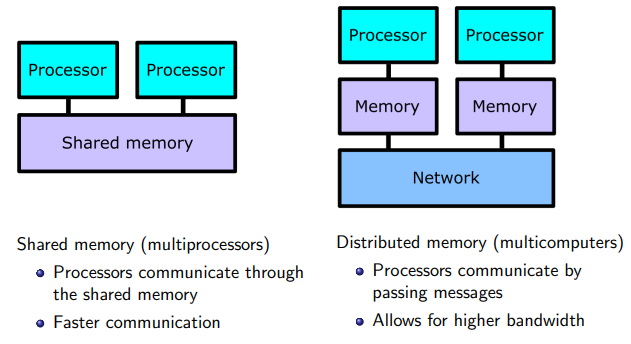 Processor
Processor
Shared memory
Shared memory (multiprocessors)
Processors communicate through
the shared memory
Faster communication
Processor
Processor
Memory
Memory
Network
Distributed memory (multicomputers)
Processors communicate by
passing messages
Allows for higher bandwidth